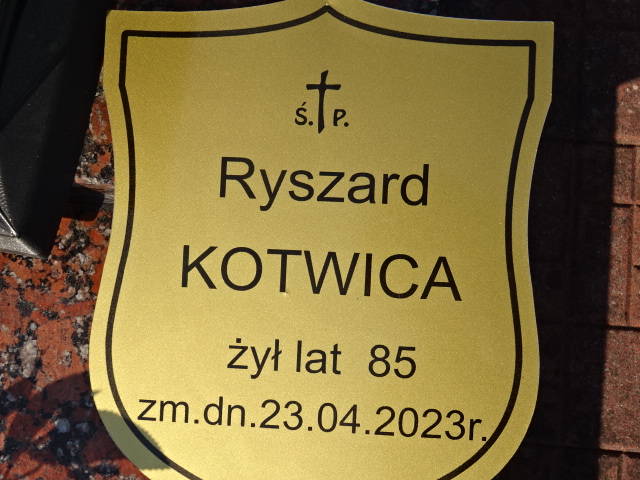 Ś. P.
Ryszard
KOTWICA
żył lat 85
zm.dn.23.04.2023r.